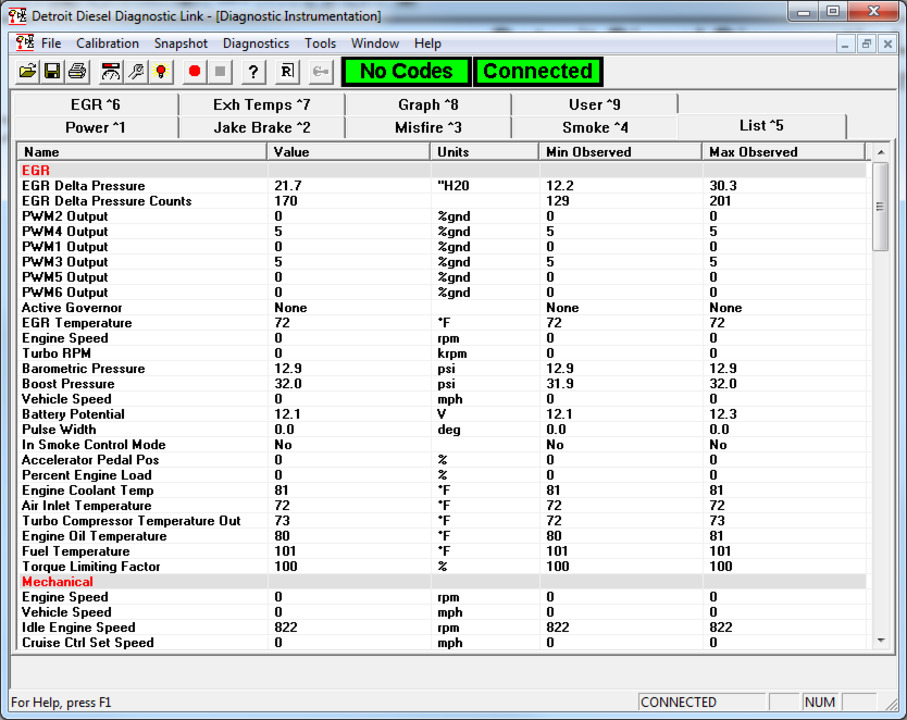 Detroit Diesel Diagnostic Link - [Diagnostic Instrumentation]
File Calibration Snapshot Diagnostics Tools Window Help
No Codes Connected
EGR ^6 Exh Temps ^7 Graph ^8 User ^9
Power ^1 Jake Brake ^2 Misfire ^3 Smoke ^4 List ^5
Name Value Units Min Observed Max Observed
EGR
EGR Delta Pressure 21.7 "H20 12.2 30.3
EGR Delta Pressure Counts 170 129 201
PWM2 Output 0 %gnd 0 0
PWM4 Output 5 %gnd 5 5
PWM1 Output 0 %gnd 0 0
PWM3 Output 5 %gnd 5 5
PWM5 Output 0 %gnd 0 0
PWM6 Output 0 %gnd 0 0
Active Governor None None None
EGR Temperature 72 °F 72 72
Engine Speed 0 rpm 0 0
Turbo RPM 0 krpm 0 0
Barometric Pressure 12.9 psi 12.9 12.9
Boost Pressure 32.0 psi 31.9 32.0
Vehicle Speed 0 mph 0 0
Battery Potential 12.1 V 12.1 12.3
Pulse Width 0.0 deg 0.0 0.0
In Smoke Control Mode No No No
Accelerator Pedal Pos 0 % 0 0
Percent Engine Load 0 % 0 0
Engine Coolant Temp 81 °F 81 81
Air Inlet Temperature 72 °F 72 72
Turbo Compressor Temperature Out 73 °F 72 73
Engine Oil Temperature 80 °F 80 81
Fuel Temperature 101 °F 101 101
Torque Limiting Factor 100 % 100 100
Mechanical
Engine Speed 0 rpm 0 0
Vehicle Speed 0 mph 0 0
Idle Engine Speed 822 rpm 822 822
Cruise Ctrl Set Speed 0 mph 0 0
For Help, press F1 CONNECTED NUM